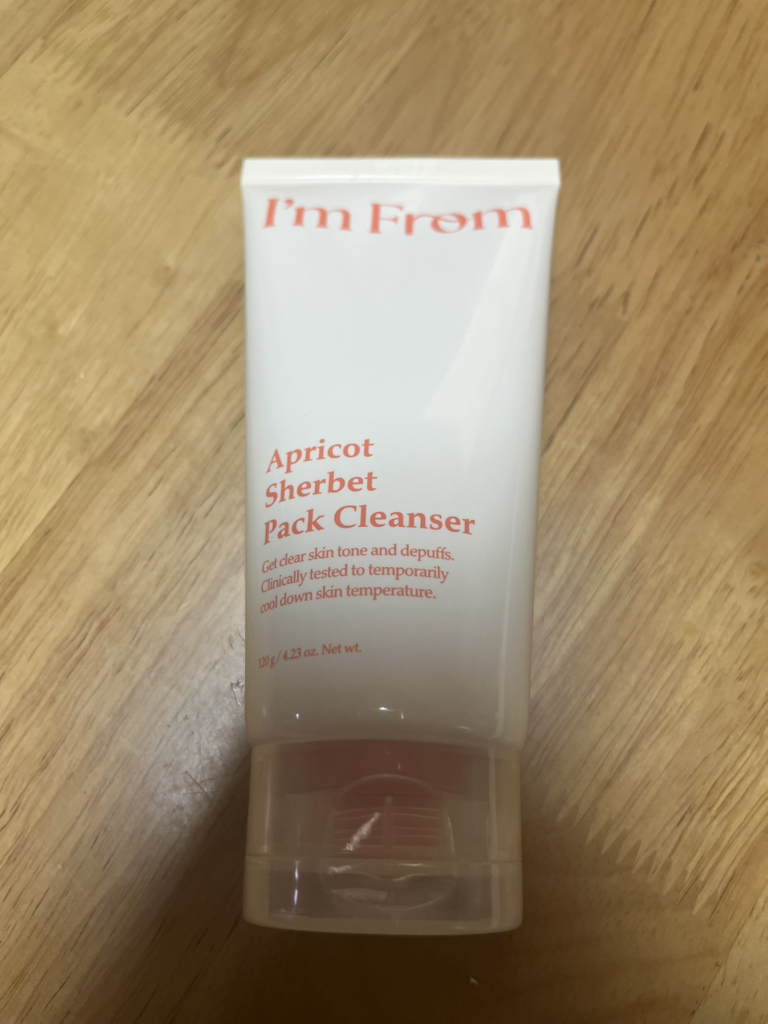 I'm From
Apricot
Sherbet
Pack Cleanser
Get clear skin tone and depuffs.
Clinically tested to temporarily
cool down skin temperature.
120g / 4.23 oz. Net wt.